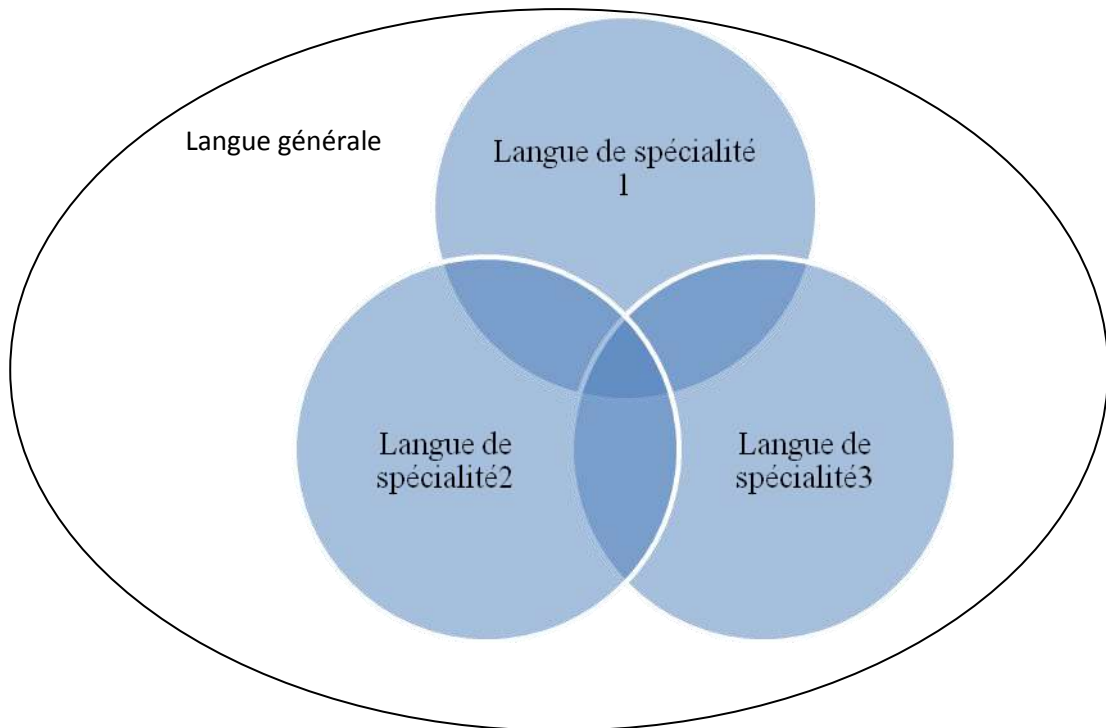 Langue générale
Langue de spécialité
1
Langue de
spécialité2
Langue de
spécialité3